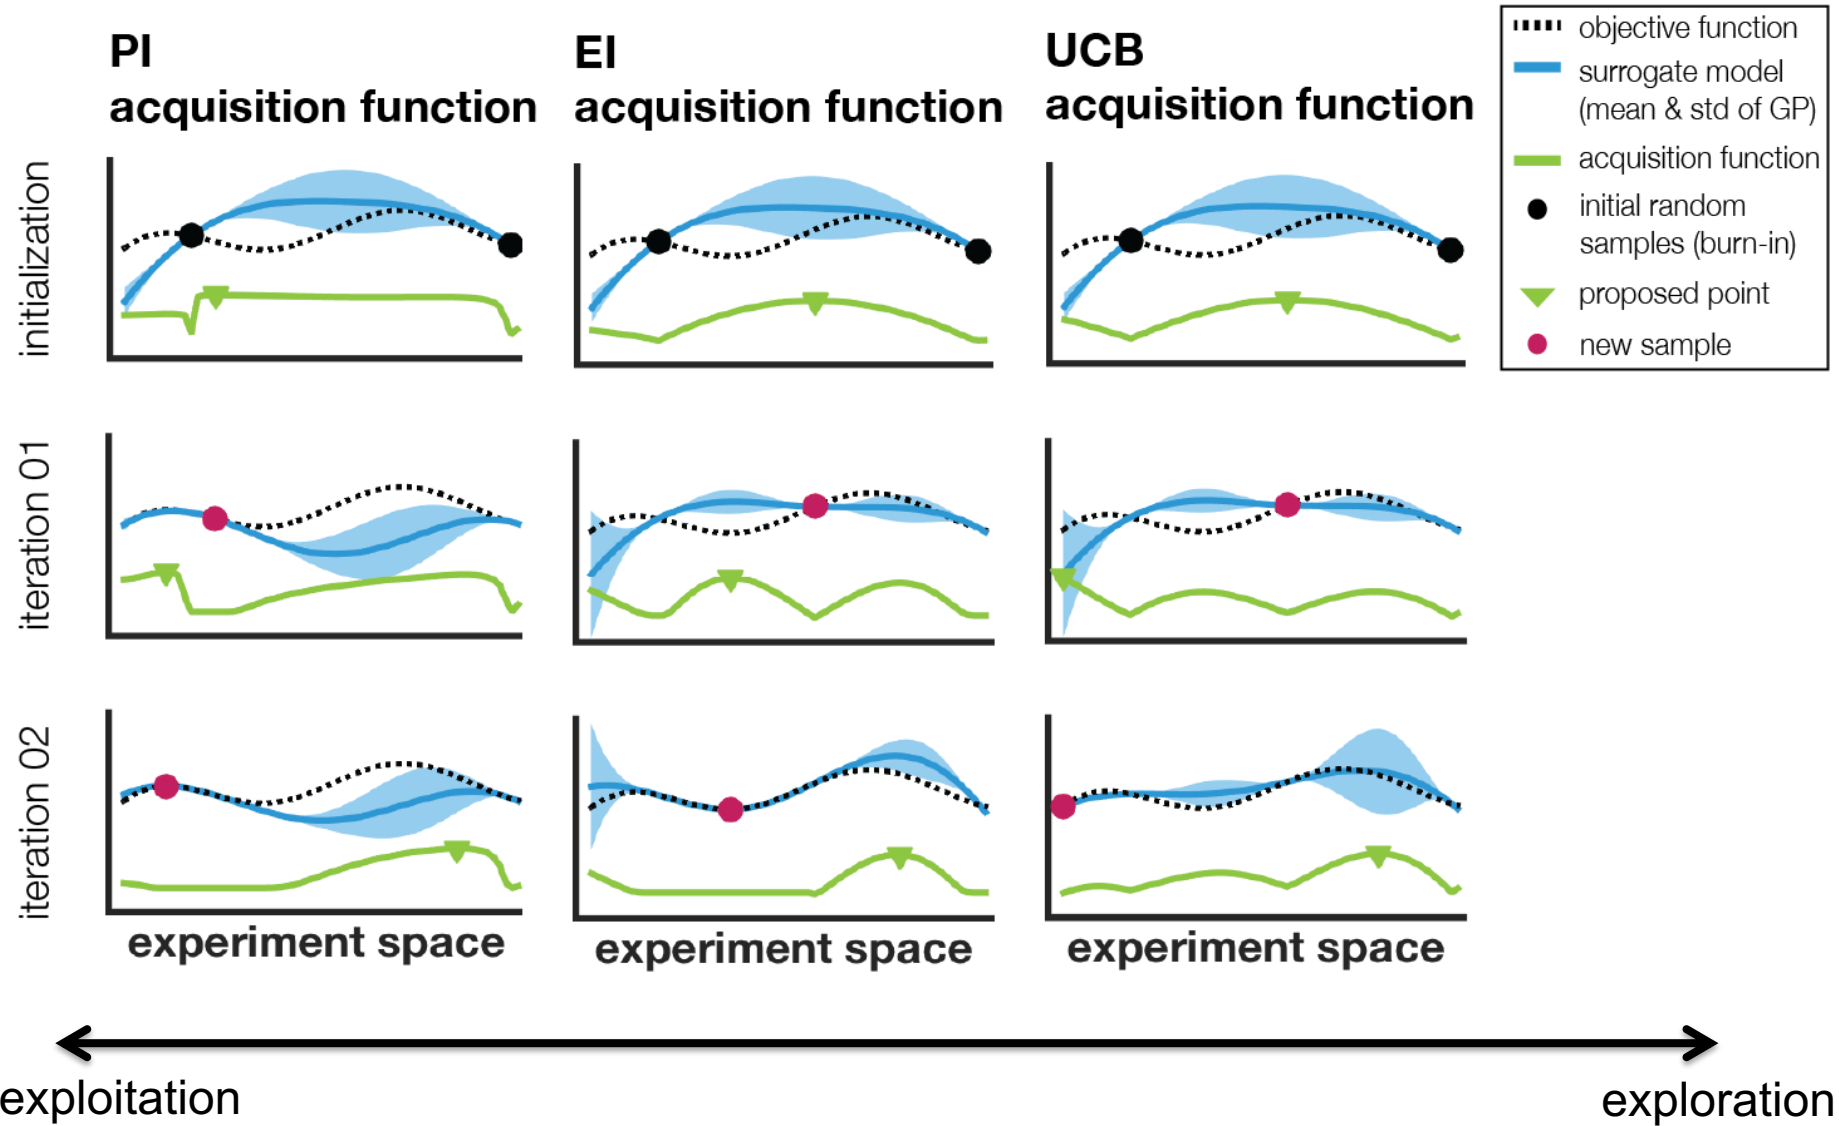 PI
acquisition function
EI
acquisition function
UCB
acquisition function
objective function
surrogate model
(mean & std of GP)
acquisition function
initial random
samples (burn-in)
proposed point
new sample
initialization
iteration 01
iteration 02
experiment space
experiment space
experiment space
exploitation
exploration